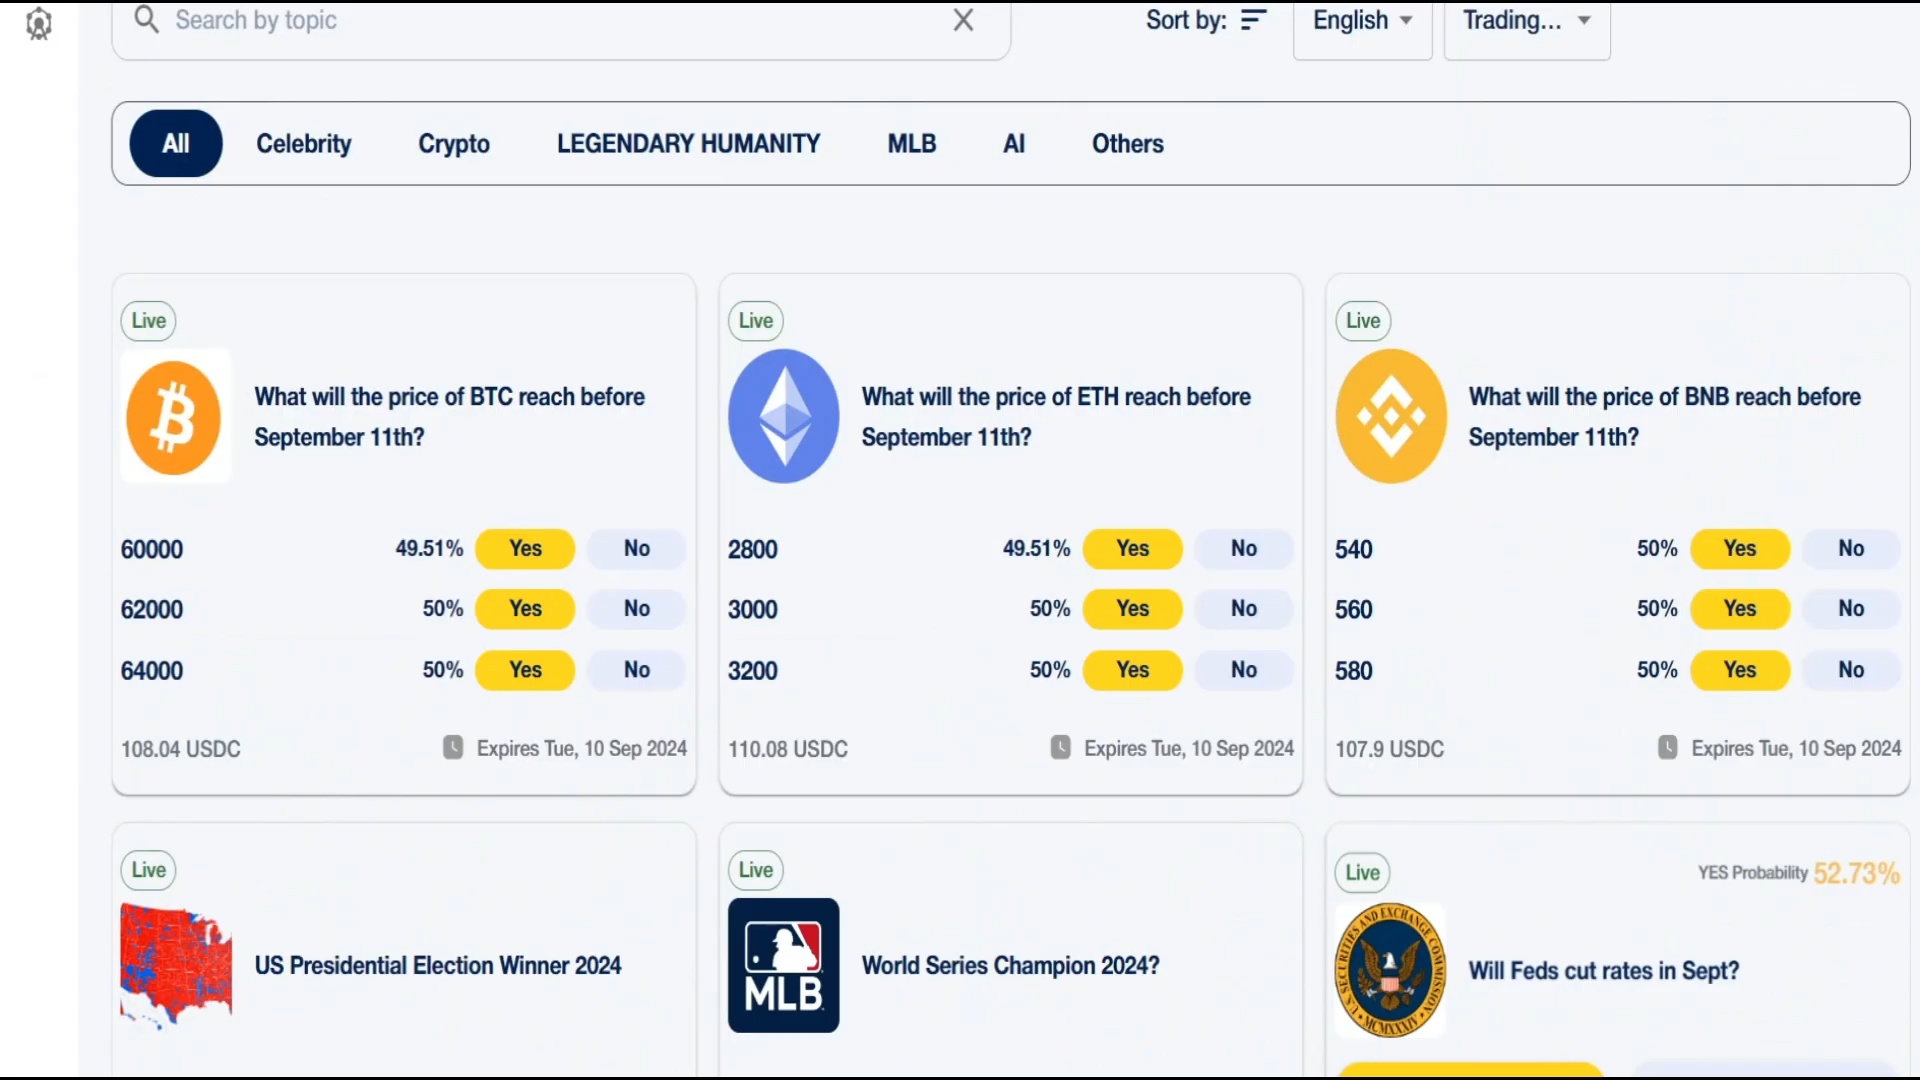 Search by topic
Sort by:
English
Trading...
All
Celebrity
Crypto
LEGENDARY HUMANITY
MLB
AI
Others
Live
What will the price of BTC reach before
September 11th?
60000 49.51% Yes No
62000 50% Yes No
64000 50% Yes No
108.04 USDC Expires Tue, 10 Sep 2024
Live
What will the price of ETH reach before
September 11th?
2800 49.51% Yes No
3000 50% Yes No
3200 50% Yes No
110.08 USDC Expires Tue, 10 Sep 2024
Live
What will the price of BNB reach before
September 11th?
540 50% Yes No
560 50% Yes No
580 50% Yes No
107.9 USDC Expires Tue, 10 Sep 2024
Live
US Presidential Election Winner 2024
Live
MLB
World Series Champion 2024?
Live
YES Probability 52.73%
U.S. SECURITIES AND EXCHANGE COMMISSION
MCMXXXIV
Will Feds cut rates in Sept?